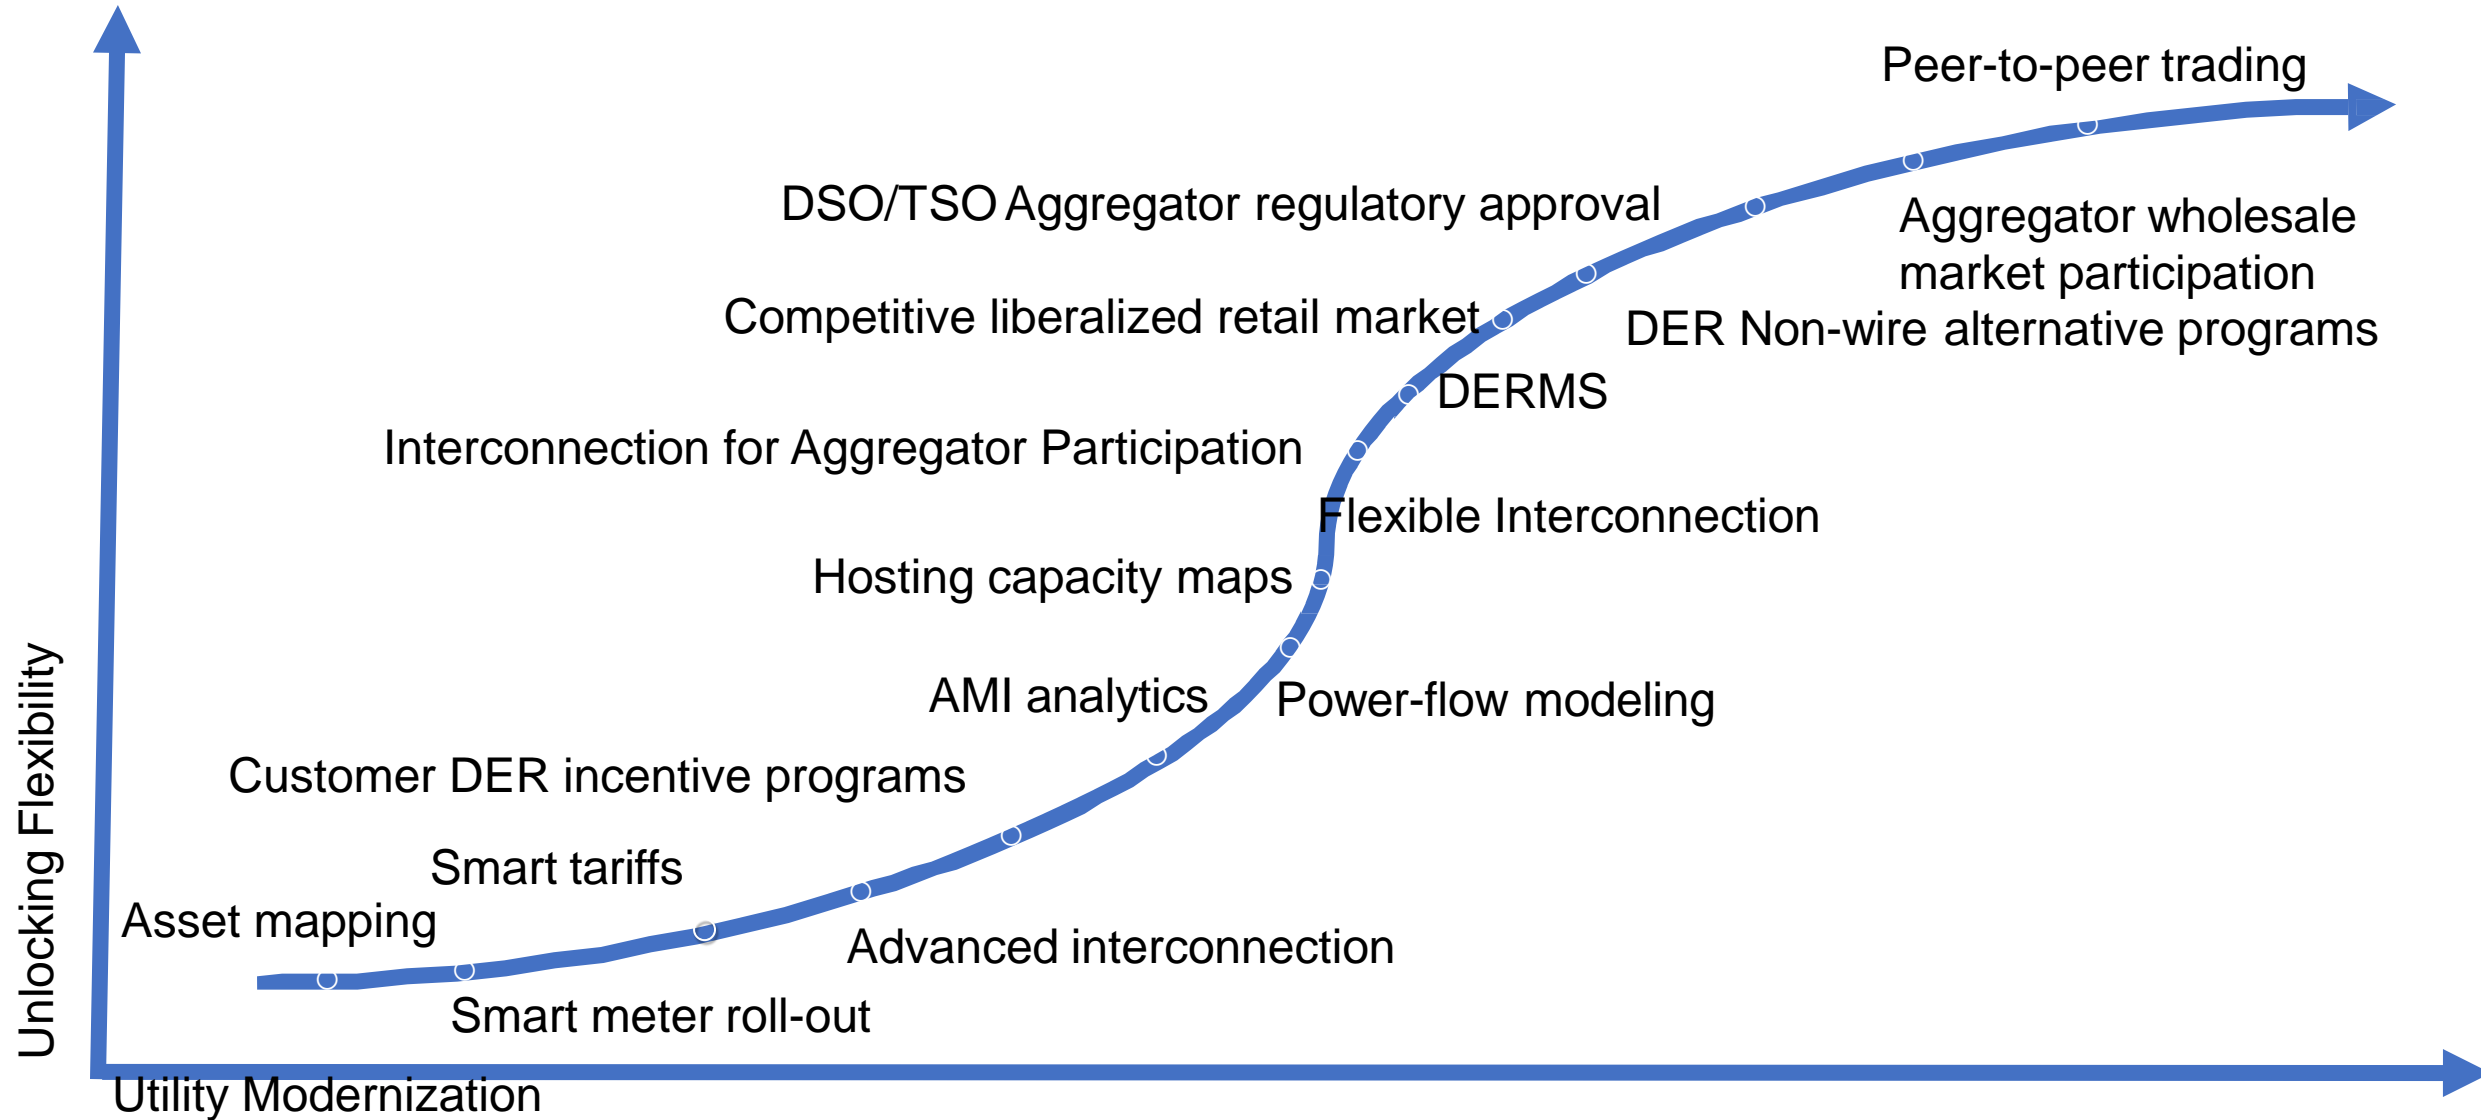 Peer-to-peer trading
DSO/TSO Aggregator regulatory approval
Aggregator wholesale
market participation
Competitive liberalized retail market
DER Non-wire alternative programs
DERMS
Interconnection for Aggregator Participation
Flexible Interconnection
Hosting capacity maps
AMI analytics
Power-flow modeling
Customer DER incentive programs
Smart tariffs
Asset mapping
Advanced interconnection
Smart meter roll-out
Unlocking Flexibility
Utility Modernization